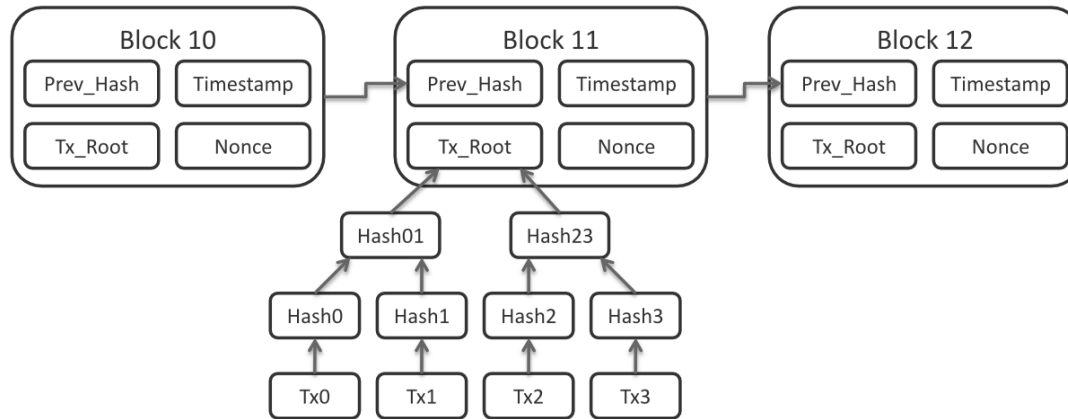 Block 10
Block 11
Block 12
Prev_Hash
Timestamp
Prev_Hash
Timestamp
Prev_Hash
Timestamp
Tx_Root
Nonce
Tx_Root
Nonce
Tx_Root
Nonce
Hash01
Hash23
Hash0
Hash1
Hash2
Hash3
Tx0
Tx1
Tx2
Tx3